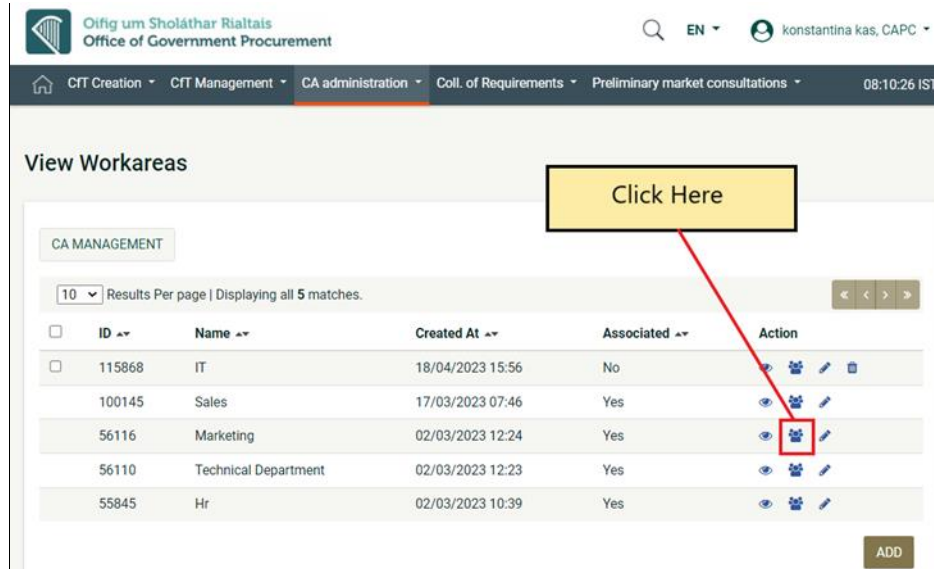 Oifig um Sholáthar Rialtais
Office of Government Procurement
EN
konstantina kas, CAPC
CfT Creation CfT Management CA administration Coll. of Requirements Preliminary market consultations 08:10:26 IST
View Workareas
Click Here
CA MANAGEMENT
10 Results Per page | Displaying all 5 matches.
ID Name Created At Associated Action
115868 IT 18/04/2023 15:56 No
100145 Sales 17/03/2023 07:46 Yes
56116 Marketing 02/03/2023 12:24 Yes
56110 Technical Department 02/03/2023 12:23 Yes
55845 Hr 02/03/2023 10:39 Yes
ADD